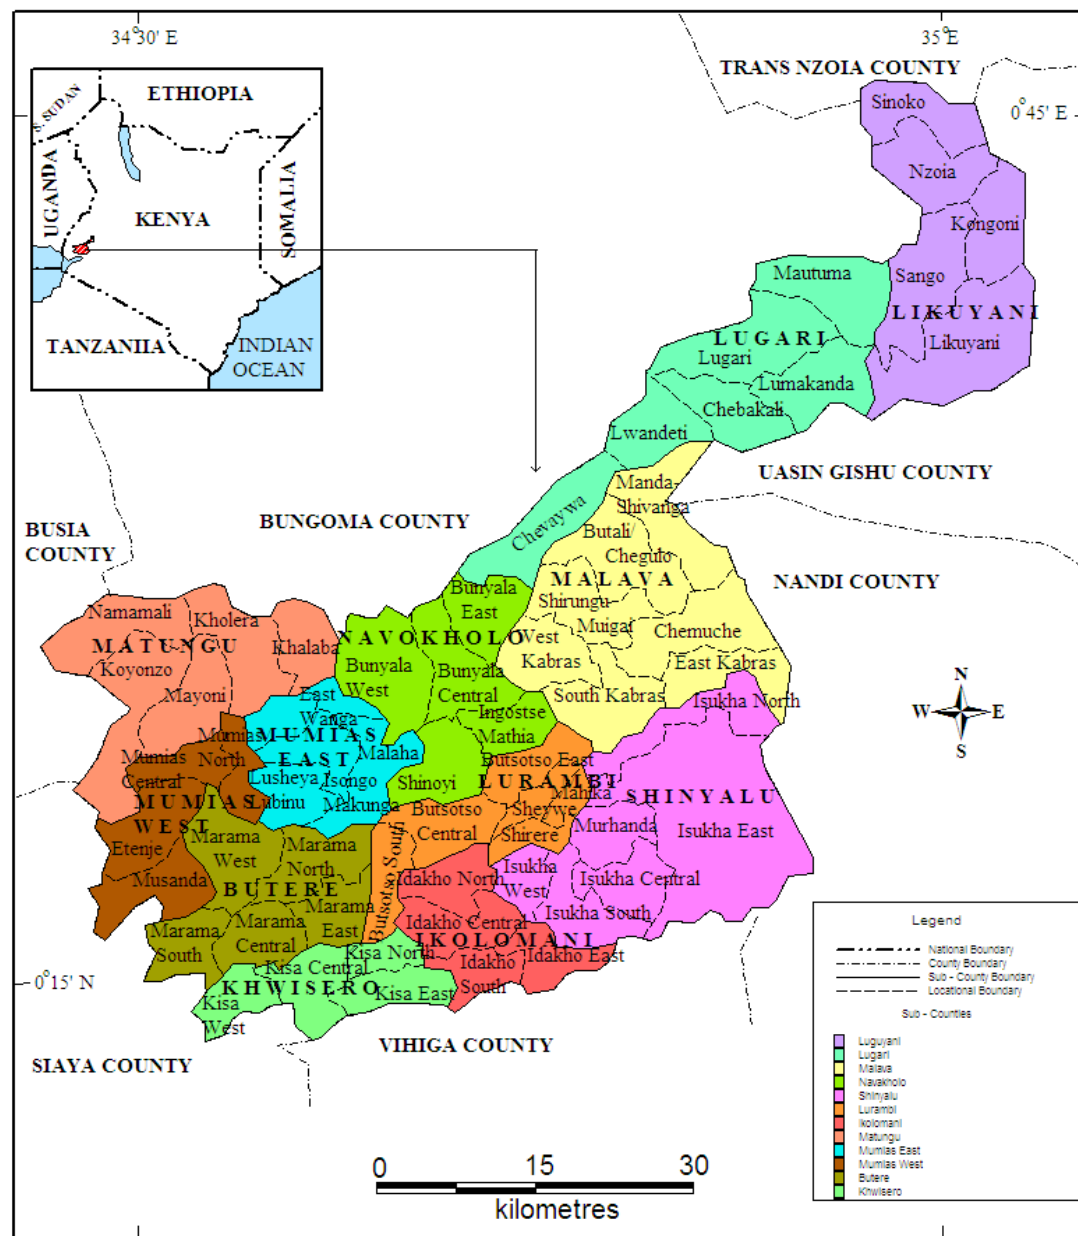 34°30' E
35°E
TRANS NZOIA COUNTY
0°45' E
Sinoko
ETHIOPIA
S. SUDAN
UGANDA
SOMALIA
KENYA
TANZANIIA
INDIAN
OCEAN
Nzoia
Kongoni
Mautuma
Sango
LIKUYANI
LUGARI
Likuyani
Lugari
Lumakanda
Chebakali
Lwandeti
UASIN GISHU COUNTY
Manda-
Shivanga
Chevaywa
BUNGOMA COUNTY
BUSIA
COUNTY
Butali/
Chegulo
MALAVA
NANDI COUNTY
Bunyala
East
Shirungu
Namamali
Kholera
Muigaf
Chemuche
NAVOKHOLO
West
Kabras
MATUNGU
Khalaba
Koyonzo
Bunyala
West
Bunyala
Central
East Kabras
South Kabras
Isukha North
Mayoni
East
Wanga
Ingostse
Mathia
N
W
E
S
Mumias
North
MUMIAS
EAST
Malaha
Mumias
Central
Butsotso East
Lusheya
Isongo
Shinoyi
LURAMBI
Mahika
SHINYALU
MUMIAS
WEST
Lubinu
Makunga
Butsotso
Central
Sheywe
Shirere
Murhanda
Isukha East
Etenje
Marama
West
Marama
North
Butsotso South
Musanda
BUTERE
Idakho North
Isukha
West
Isukha Central
Marama
South
Marama
Central
Marama
East
Idakho Central
Isukha South
IKOLOMANI
Kisa North
Idakho East
Kisa Central
Idakho
South
0°15' N
KHWISERO
Kisa East
Kisa
West
VIHIGA COUNTY
SIAYA COUNTY
Legend
National Boundary
County Boundary
Sub - County Boundary
Locational Boundary
Sub - Counties
Luguyani
Lugari
Malava
Navakholo
Shinyalu
Lurambi
Ikolomani
Matungu
Mumias East
Mumias West
Butere
Khwisero
0
15
30
kilometres